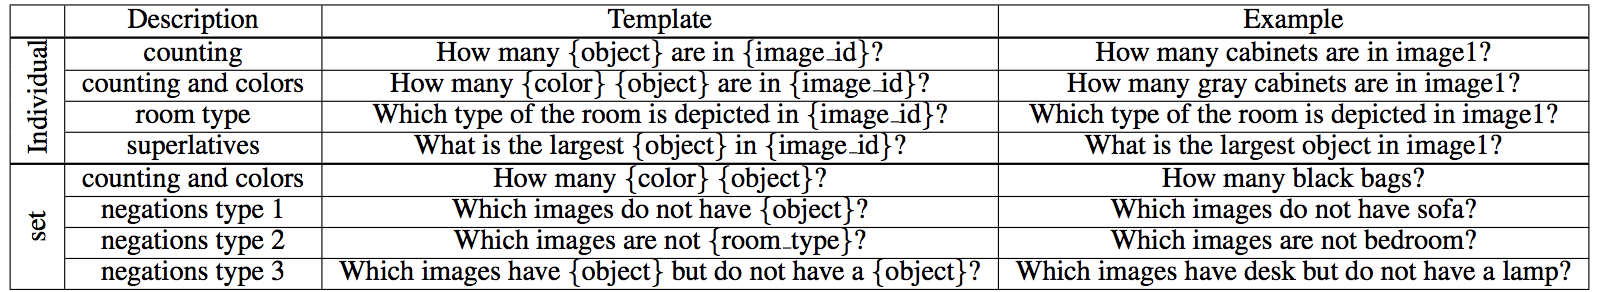 Description Template Example
Individual
counting How many {object} are in {image_id}? How many cabinets are in image1?
counting and colors How many {color} {object} are in {image_id}? How many gray cabinets are in image1?
room type Which type of the room is depicted in {image_id}? Which type of the room is depicted in image1?
superlatives What is the largest {object} in {image_id}? What is the largest object in image1?
set
counting and colors How many {color} {object}? How many black bags?
negations type 1 Which images do not have {object}? Which images do not have sofa?
negations type 2 Which images are not {room_type}? Which images are not bedroom?
negations type 3 Which images have {object} but do not have a {object}? Which images have desk but do not have a lamp?